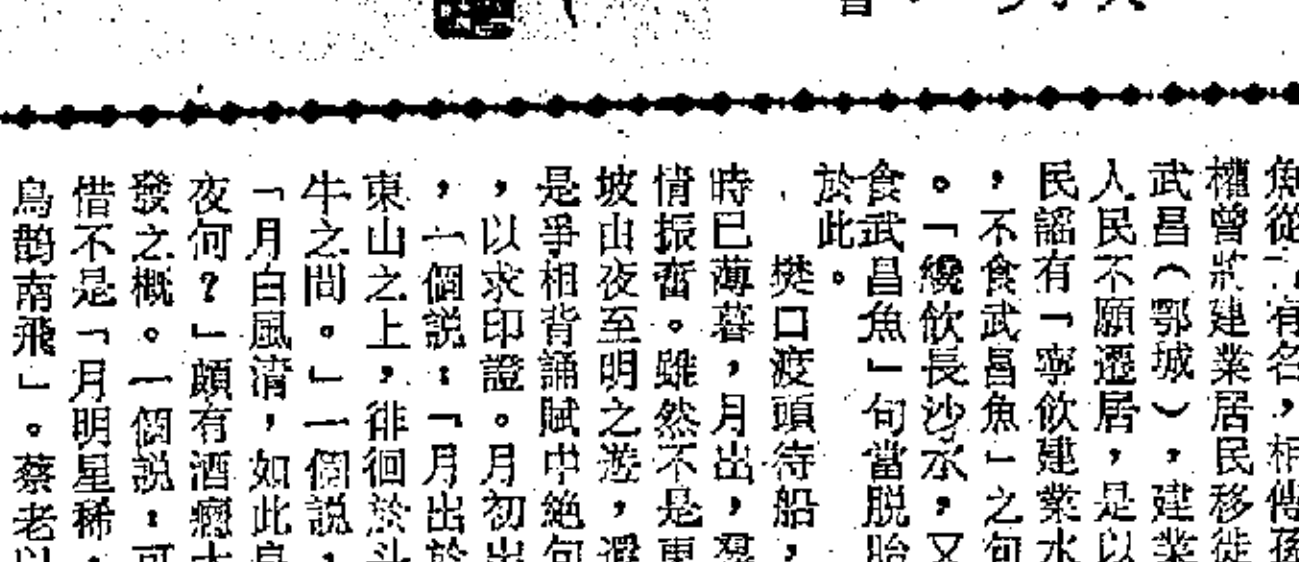 魚從古有名，相傳孫
權曾將建業居民移徙
武昌（鄂城），建業
人民不願遷居，是以
民謠有「寧飲建業水
，不食武昌魚」之句
。「纔飲長沙水，又
食武昌魚」句當脱胎
於此。
樊口渡頭待船，
時已薄暮，月出，羣
情振奮。雖然不是東
坡由夜至明之遊，還
是爭相背誦賦中絶句
，以求印證。月初出
，一個説：「月出於
東山之上，徘徊於斗
牛之間。」一個説，
「月白風清，如此良
夜何？」頗有酒癮大
發之概。一個説：可
借不是「月明星稀，
烏鵲南飛」。蔡老以